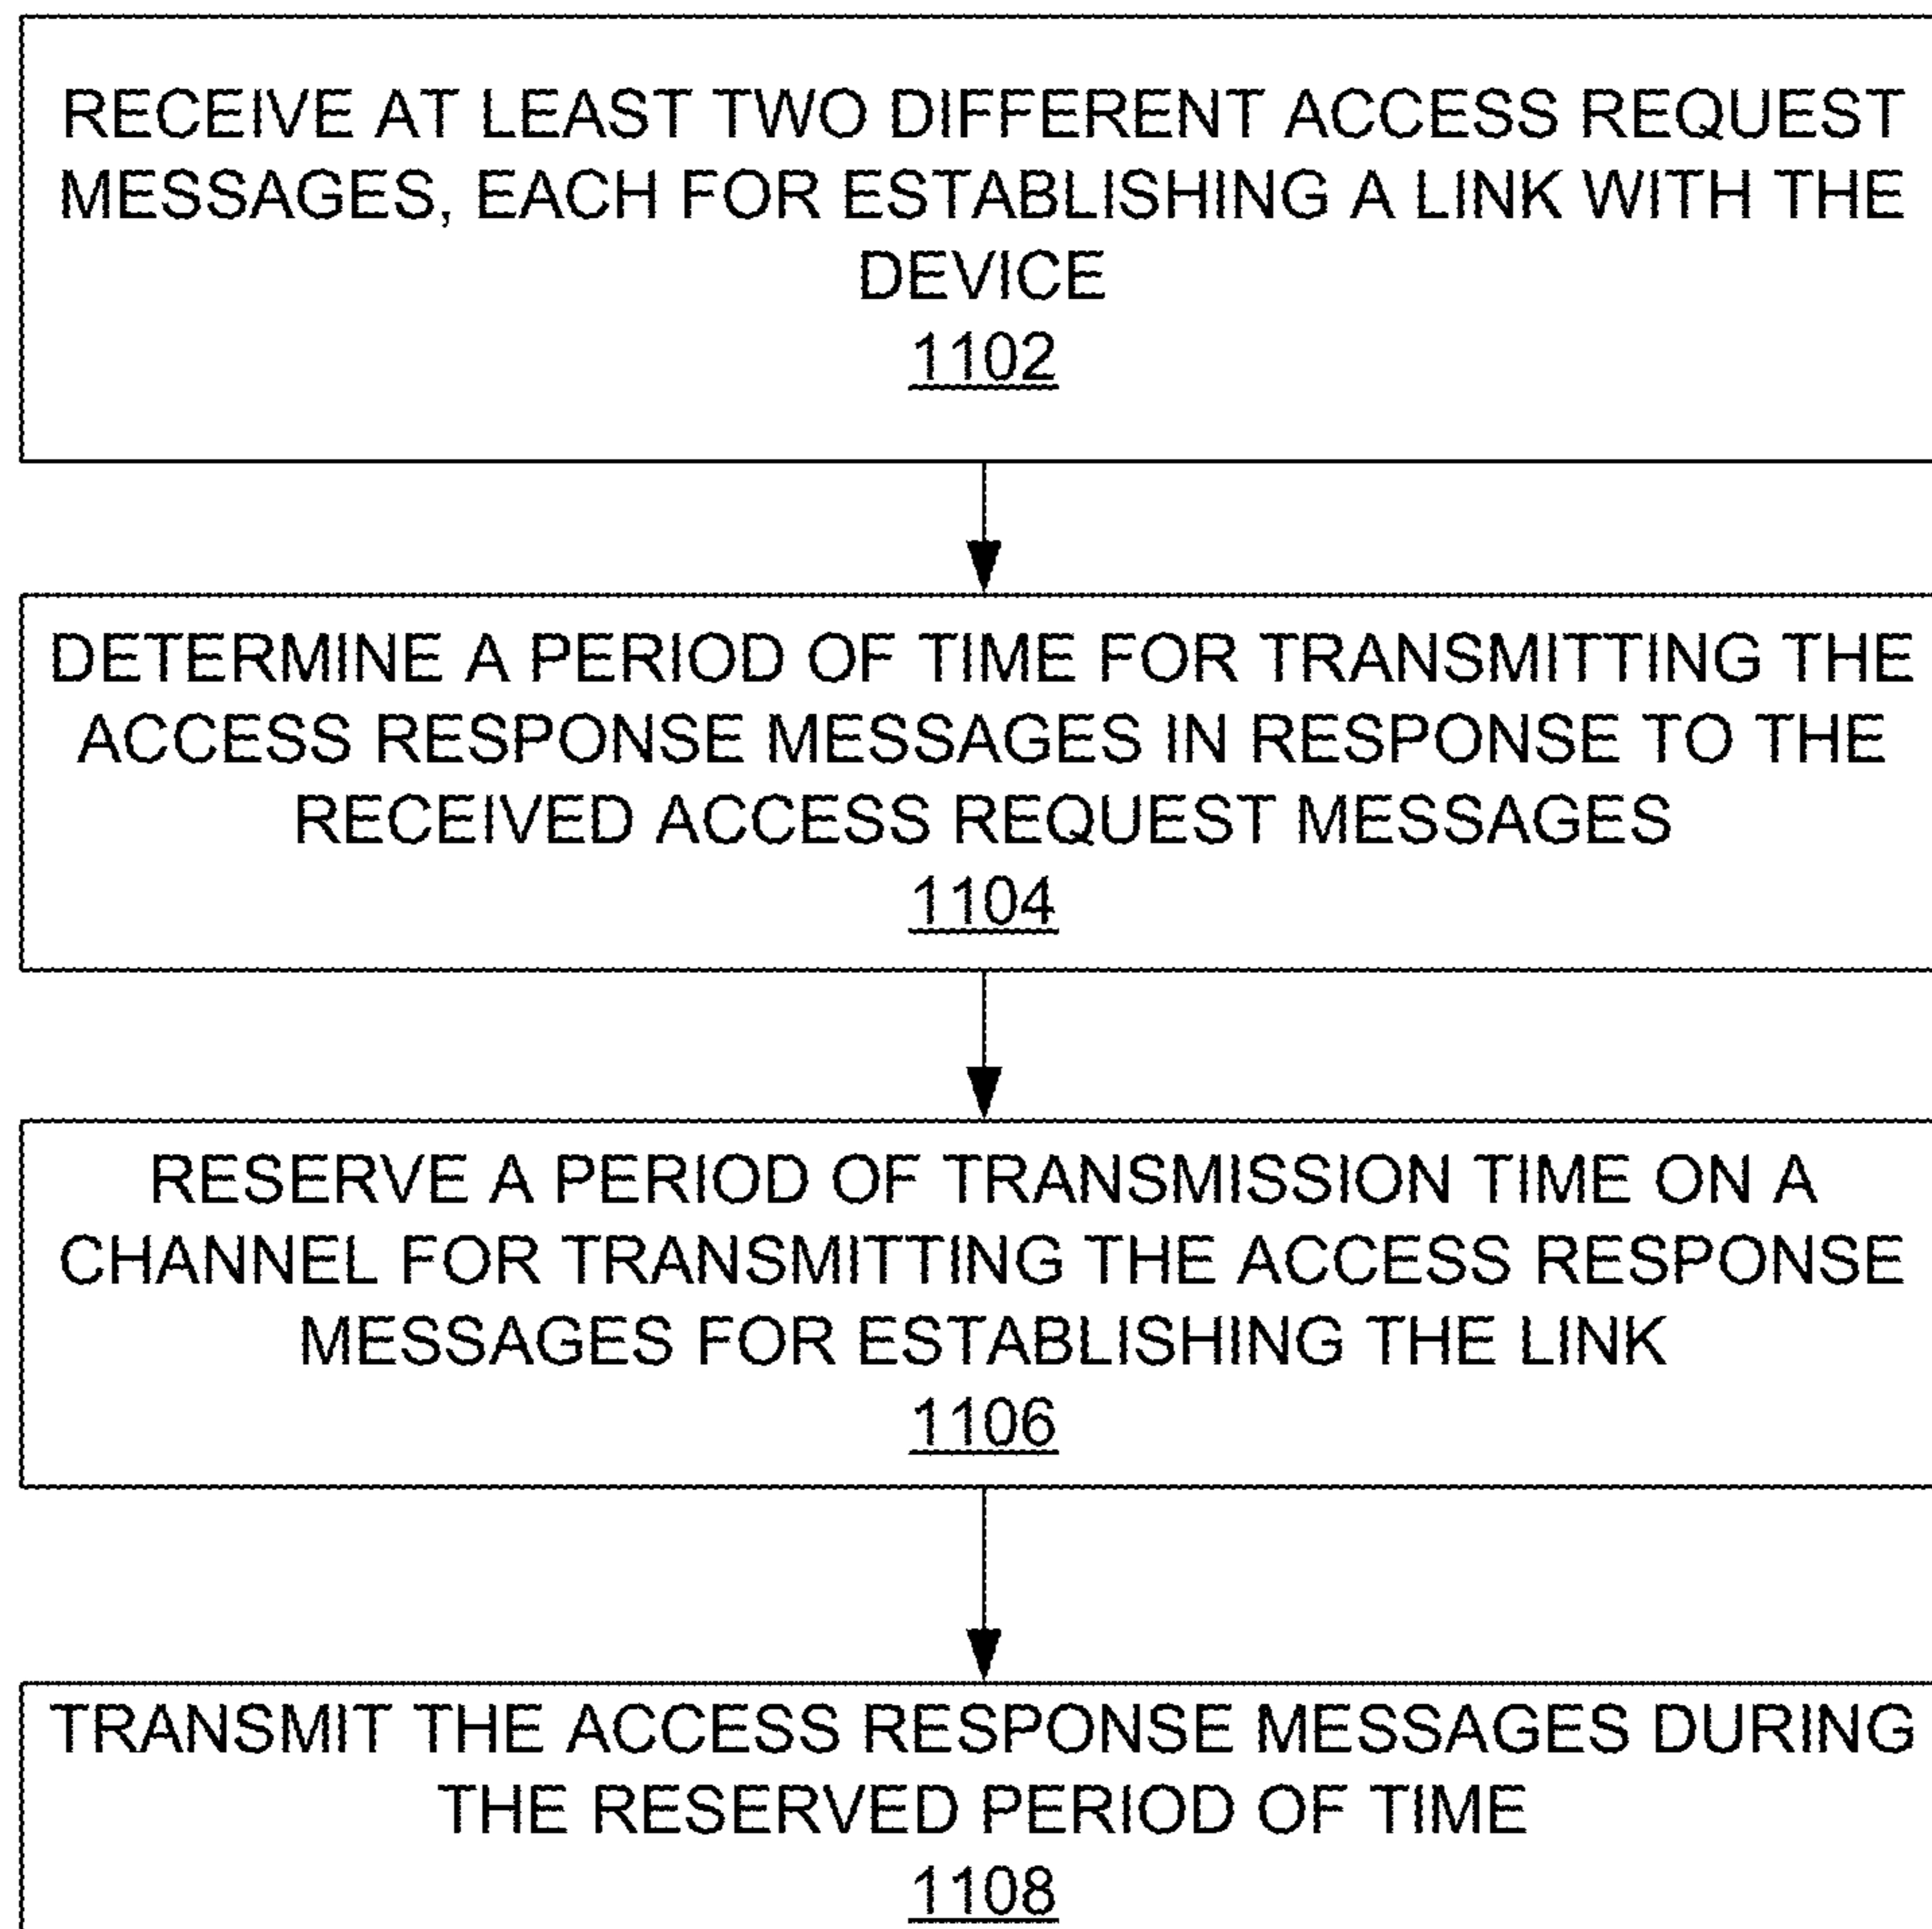 RECEIVE AT LEAST TWO DIFFERENT ACCESS REQUEST
MESSAGES, EACH FOR ESTABLISHING A LINK WITH THE
DEVICE
1102
DETERMINE A PERIOD OF TIME FOR TRANSMITTING THE
ACCESS RESPONSE MESSAGES IN RESPONSE TO THE
RECEIVED ACCESS REQUEST MESSAGES
1104
RESERVE A PERIOD OF TRANSMISSION TIME ON A
CHANNEL FOR TRANSMITTING THE ACCESS RESPONSE
MESSAGES FOR ESTABLISHING THE LINK
1106
TRANSMIT THE ACCESS RESPONSE MESSAGES DURING
THE RESERVED PERIOD OF TIME
1108